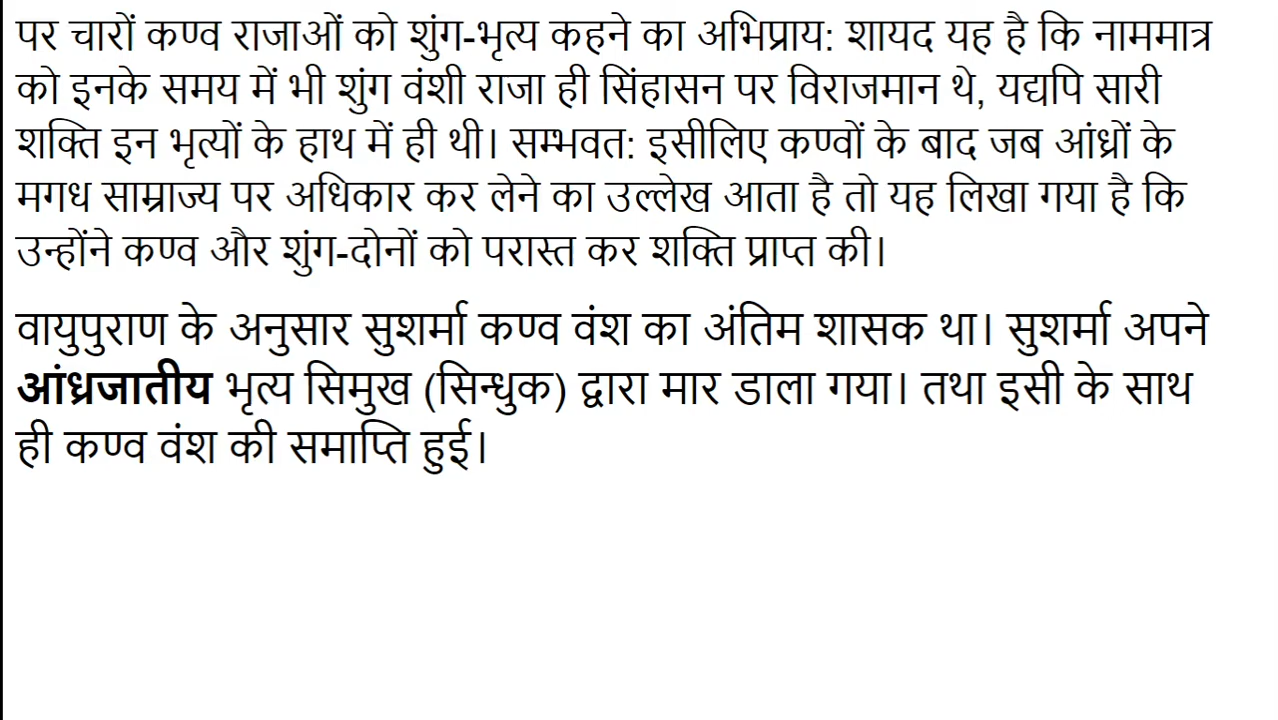 पर चारों कण्व राजाओं को शुंग-भृत्य कहने का अभिप्राय: शायद यह है कि नाममात्र
को इनके समय में भी शुंग वंशी राजा ही सिंहासन पर विराजमान थे, यद्यपि सारी
शक्ति इन भृत्यों के हाथ में ही थी। सम्भवत: इसीलिए कण्वों के बाद जब आंध्रों के
मगध साम्राज्य पर अधिकार कर लेने का उल्लेख आता है तो यह लिखा गया है कि
उन्होंने कण्व और शुंग-दोनों को परास्त कर शक्ति प्राप्त की।
वायुपुराण के अनुसार सुशर्मा कण्व वंश का अंतिम शासक था। सुशर्मा अपने
आंध्रजातीय भृत्य सिमुख (सिन्धुक) द्वारा मार डाला गया। तथा इसी के साथ
ही कण्व वंश की समाप्ति हुई।